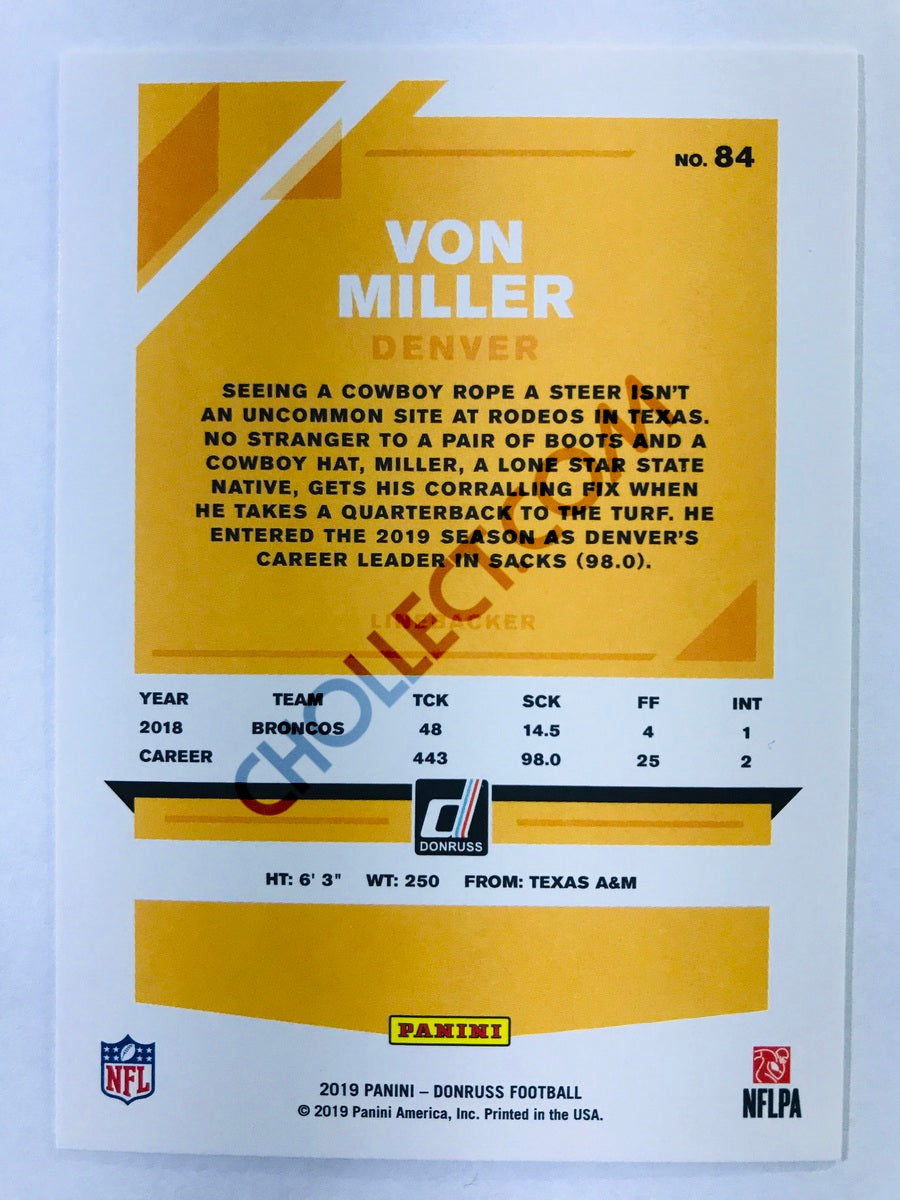 NO. 84
VON
MILLER
DENVER
SEEING A COWBOY ROPE A STEER ISN'T
AN UNCOMMON SITE AT RODEOS IN TEXAS.
NO STRANGER TO A PAIR OF BOOTS AND A
COWBOY HAT, MILLER, A LONE STAR STATE
NATIVE, GETS HIS CORRALLING FIX WHEN
HE TAKES A QUARTERBACK TO THE TURF. HE
ENTERED THE 2019 SEASON AS DENVER'S
CAREER LEADER IN SACKS (98.0).
LINEBACKER
CHOLLECT.COM
YEAR TEAM TCK SCK FF INT
2018 BRONCOS 48 14.5 4 1
CAREER 443 98.0 25 2
d
DONRUSS
HT: 6' 3" WT: 250 FROM: TEXAS A&M
PANINI
NFL
NFLPA
2019 PANINI – DONRUSS FOOTBALL
© 2019 Panini America, Inc. Printed in the USA.